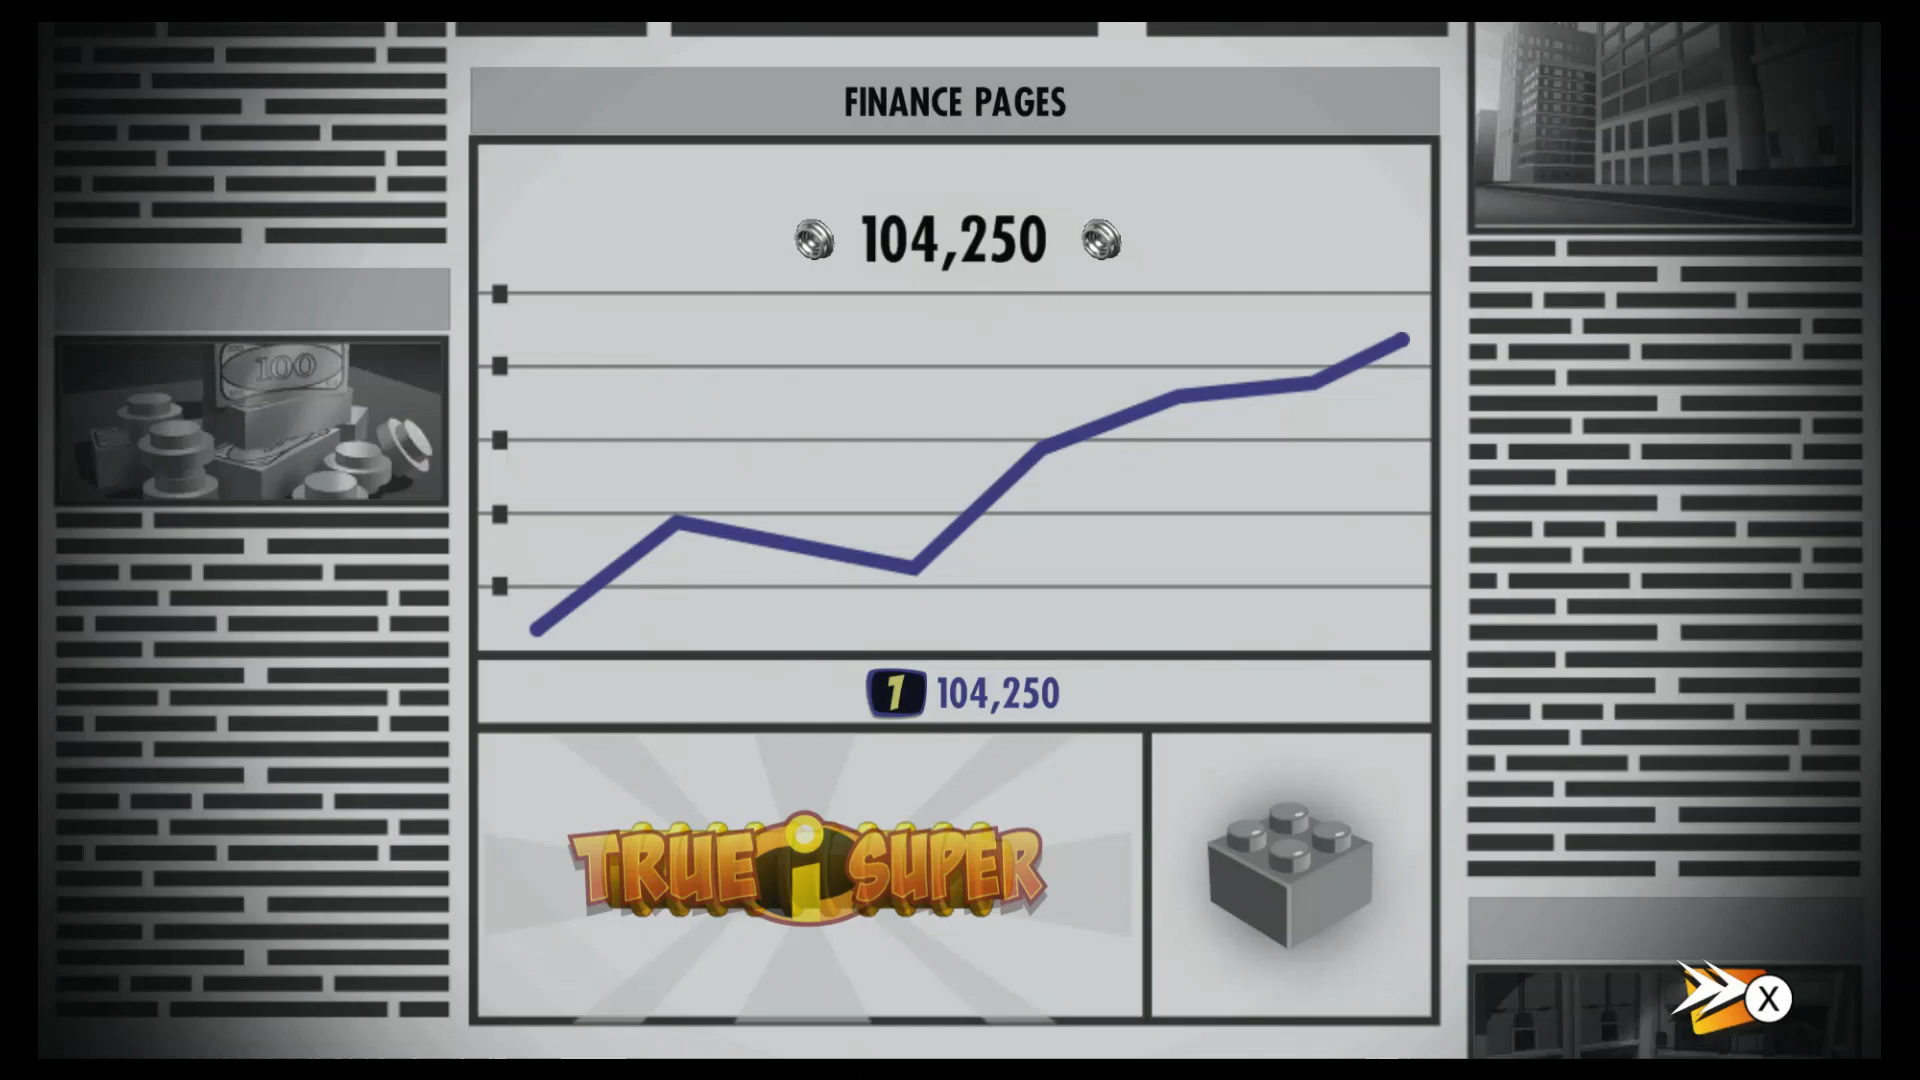 FINANCE PAGES
104,250
100
1 104,250
TRUE i SUPER
X